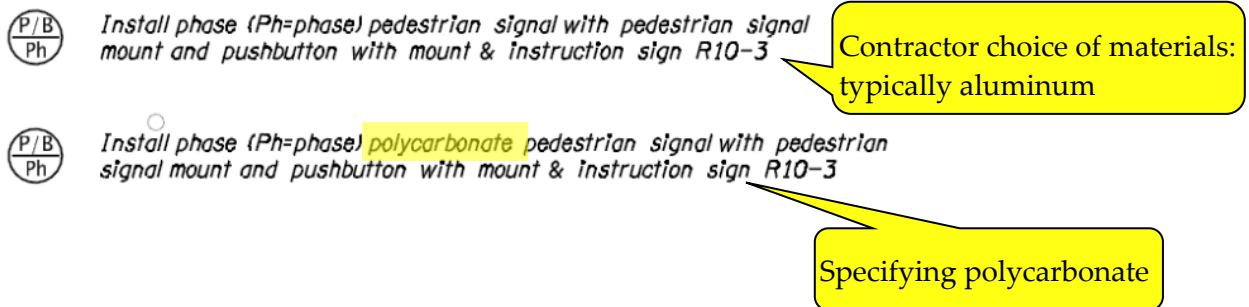 P/B
Ph
Install phase (Ph=phase) pedestrian signal with pedestrian signal
mount and pushbutton with mount & instruction sign R10-3
Contractor choice of materials:
typically aluminum
P/B
Ph
Install phase (Ph=phase) polycarbonate pedestrian signal with pedestrian
signal mount and pushbutton with mount & instruction sign R10-3
Specifying polycarbonate